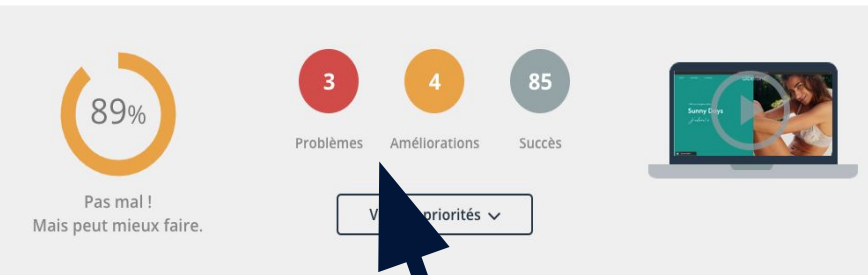 89%
Pas mal !
Mais peut mieux faire.
3
4
85
Problèmes
Améliorations
Succès
priorités
Sunny Days